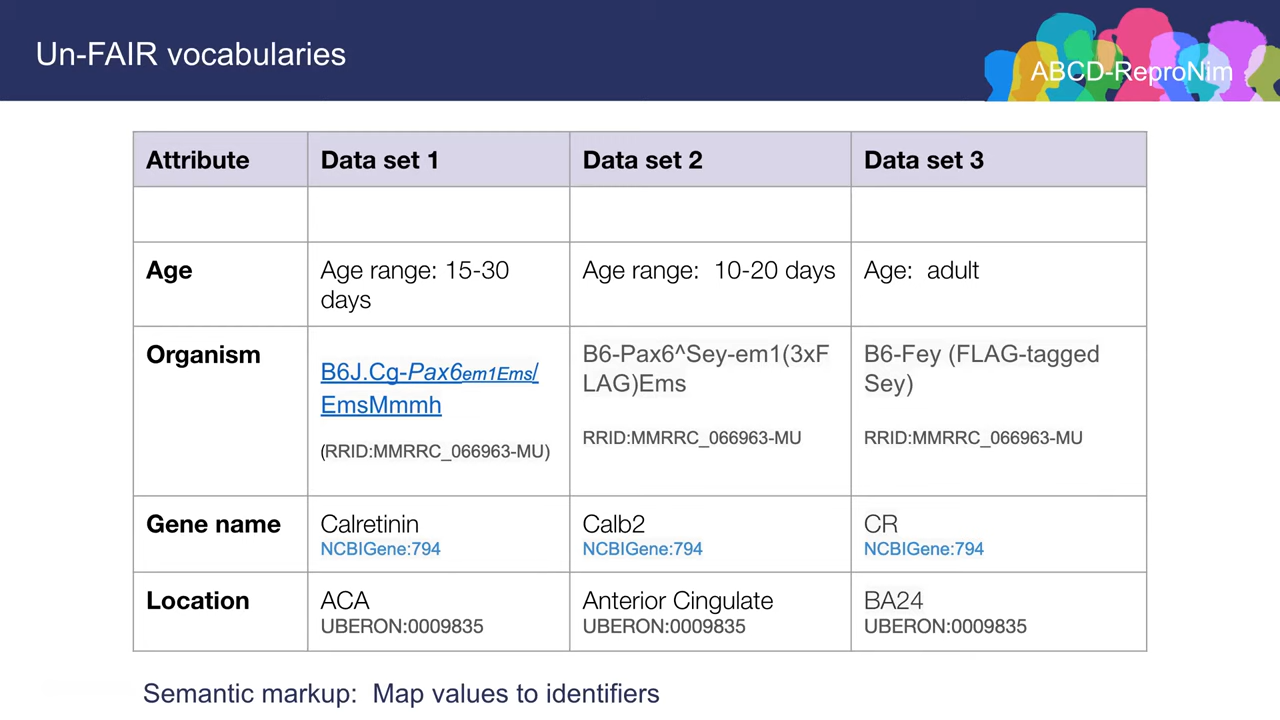 Un-FAIR vocabularies
ABCD-ReproNim
Attribute
Data set 1
Data set 2
Data set 3
Age
Age range: 15-30
days
Age range:  10-20 days
Age:  adult
Organism
B6J.Cg-Pax6em1Ems/
EmsMmmh
(RRID:MMRRC_066963-MU)
B6-Pax6^Sey-em1(3xF
LAG)Ems
RRID:MMRRC_066963-MU
B6-Fey (FLAG-tagged
Sey)
RRID:MMRRC_066963-MU
Gene name
Calretinin
NCBIGene:794
Calb2
NCBIGene:794
CR
NCBIGene:794
Location
ACA
UBERON:0009835
Anterior Cingulate
UBERON:0009835
BA24
UBERON:0009835
Semantic markup:  Map values to identifiers